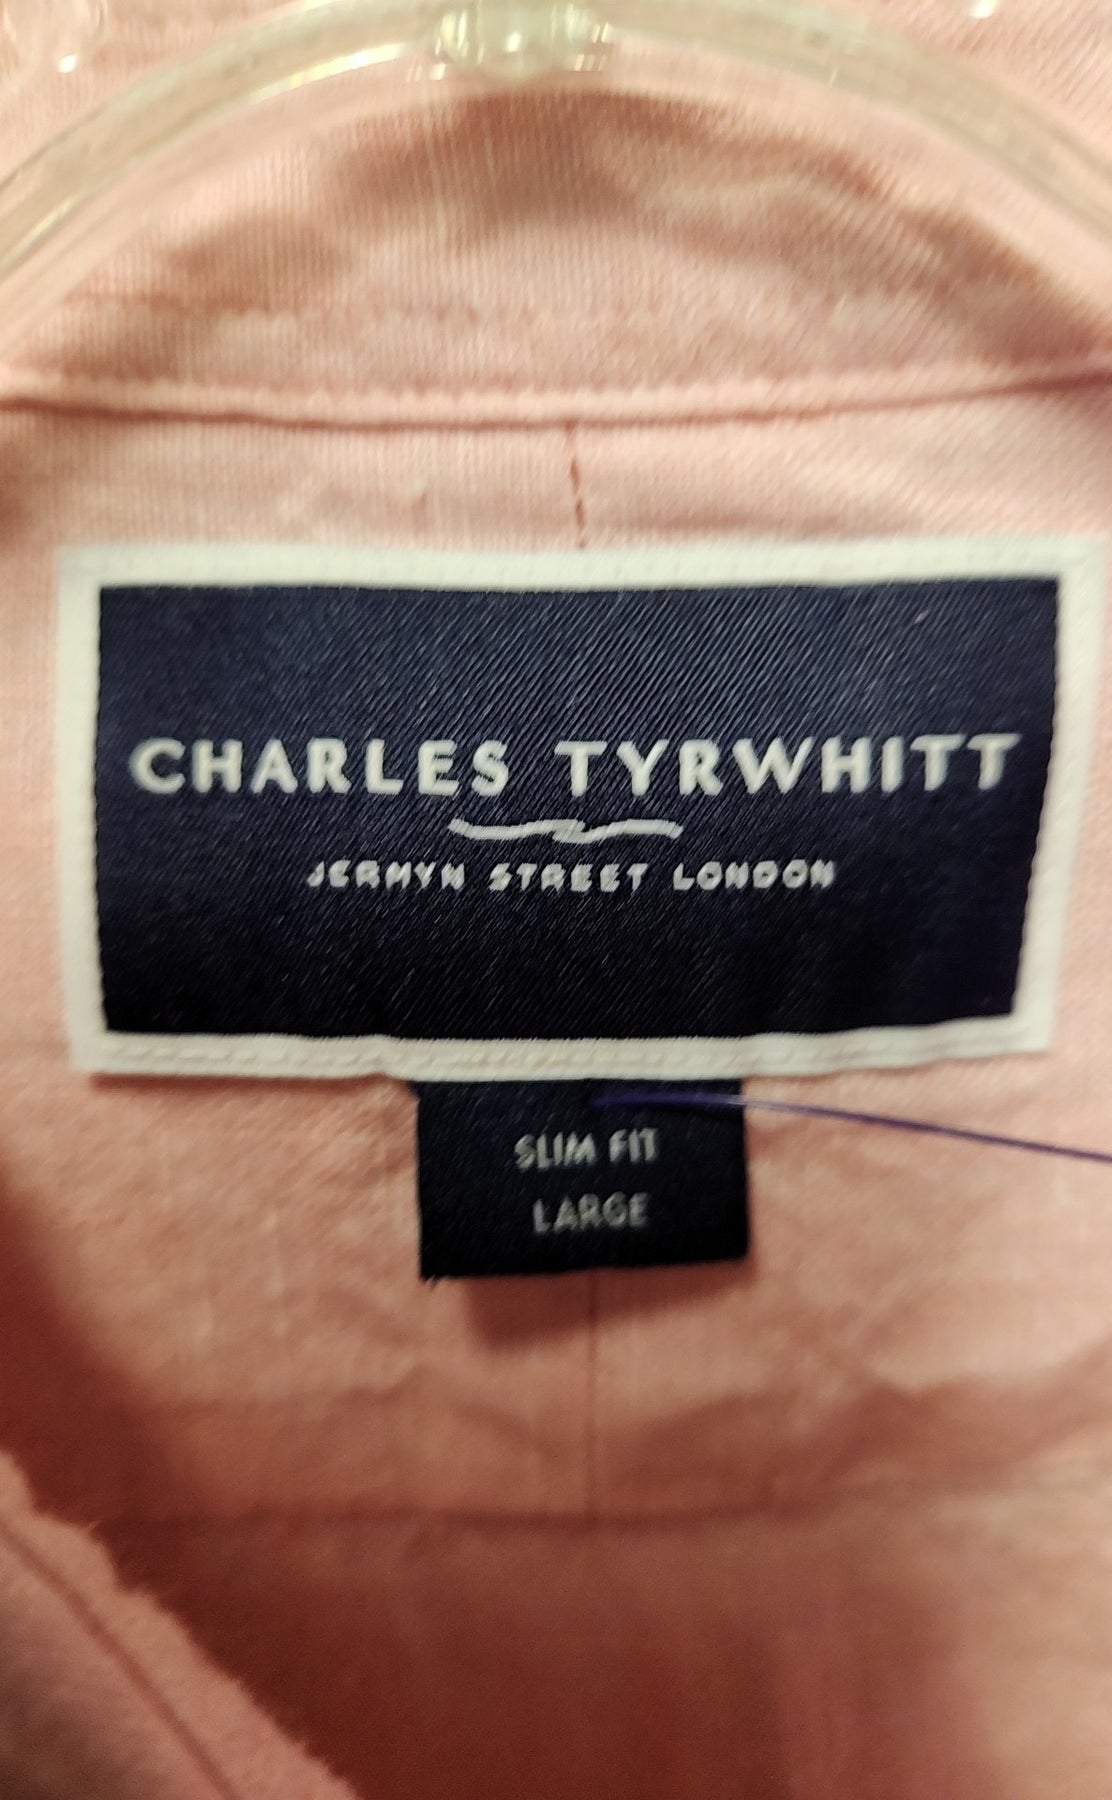 CHARLES TYRWHITT
JERMYN STREET LONDON
SLIM FIT
LARGE